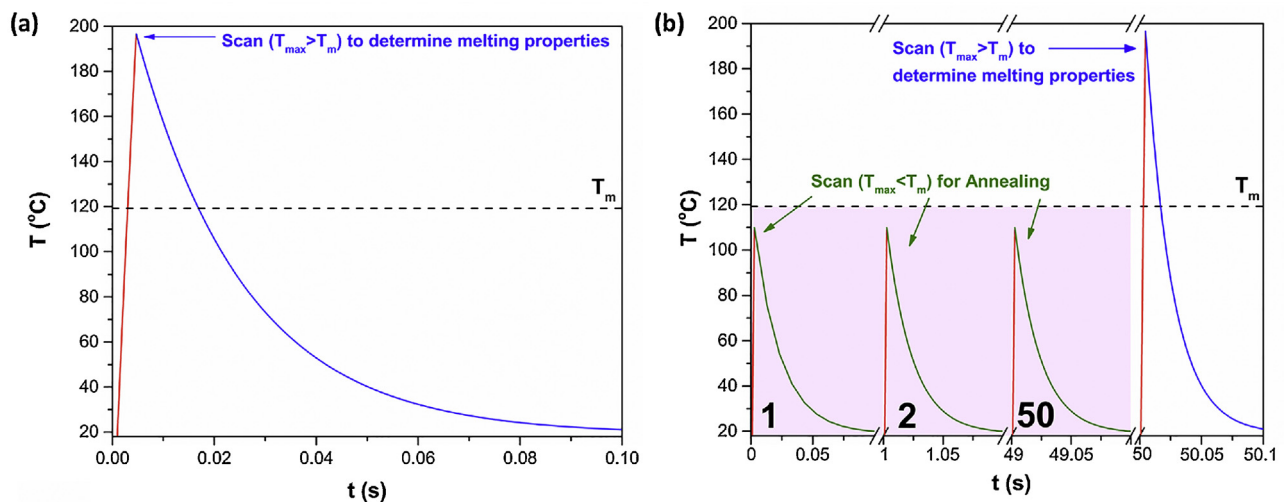 (a)
Scan (Tmax>Tm) to determine melting properties
Tm
T (oC)
200
180
160
140
120
100
80
60
40
20
0.00 0.02 0.04 0.06 0.08 0.10
t (s)
(b)
Scan (Tmax>Tm) to
determine melting properties
Tm
Scan (Tmax<Tm) for Annealing
T (oC)
200
180
160
140
120
100
80
60
40
20
1 2 50
0 0.05 1 1.05 49 49.05 50 50.05 50.1
t (s)